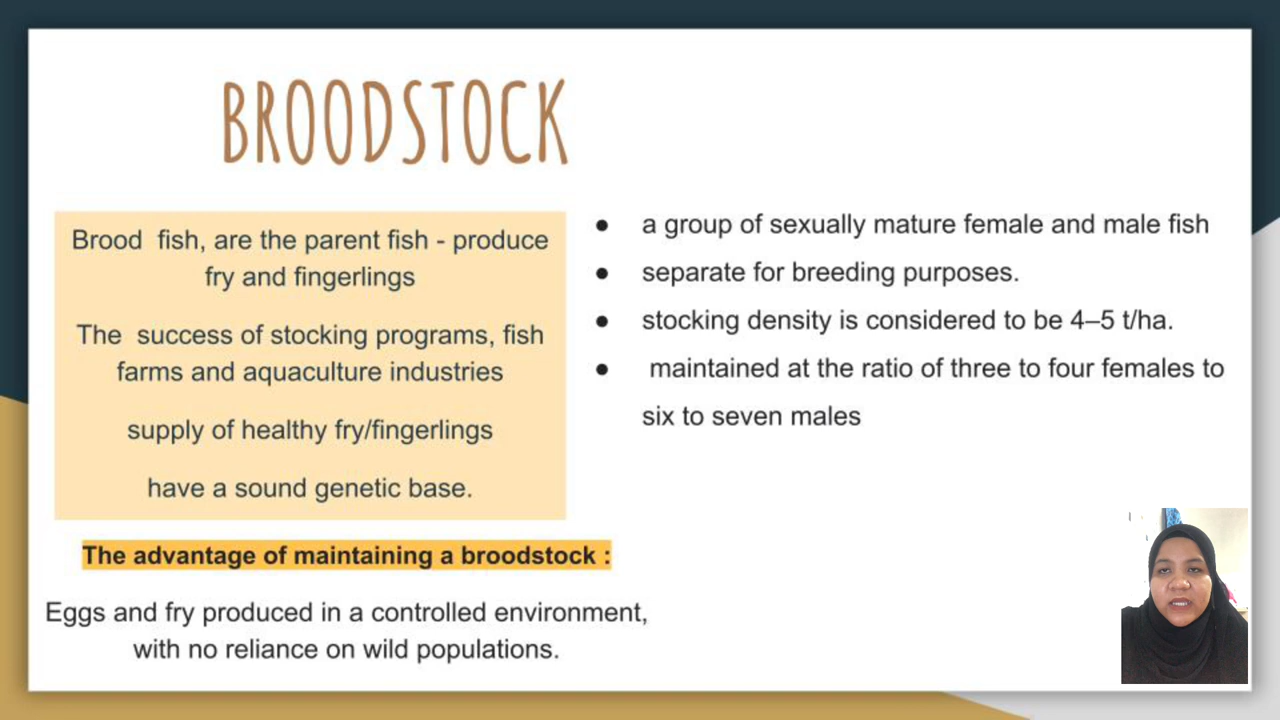 BROODSTOCK
Brood fish, are the parent fish - produce
fry and fingerlings
The success of stocking programs, fish
farms and aquaculture industries
supply of healthy fry/fingerlings
have a sound genetic base.
The advantage of maintaining a broodstock :
Eggs and fry produced in a controlled environment,
with no reliance on wild populations.
● a group of sexually mature female and male fish
● separate for breeding purposes.
● stocking density is considered to be 4–5 t/ha.
● maintained at the ratio of three to four females to
six to seven males